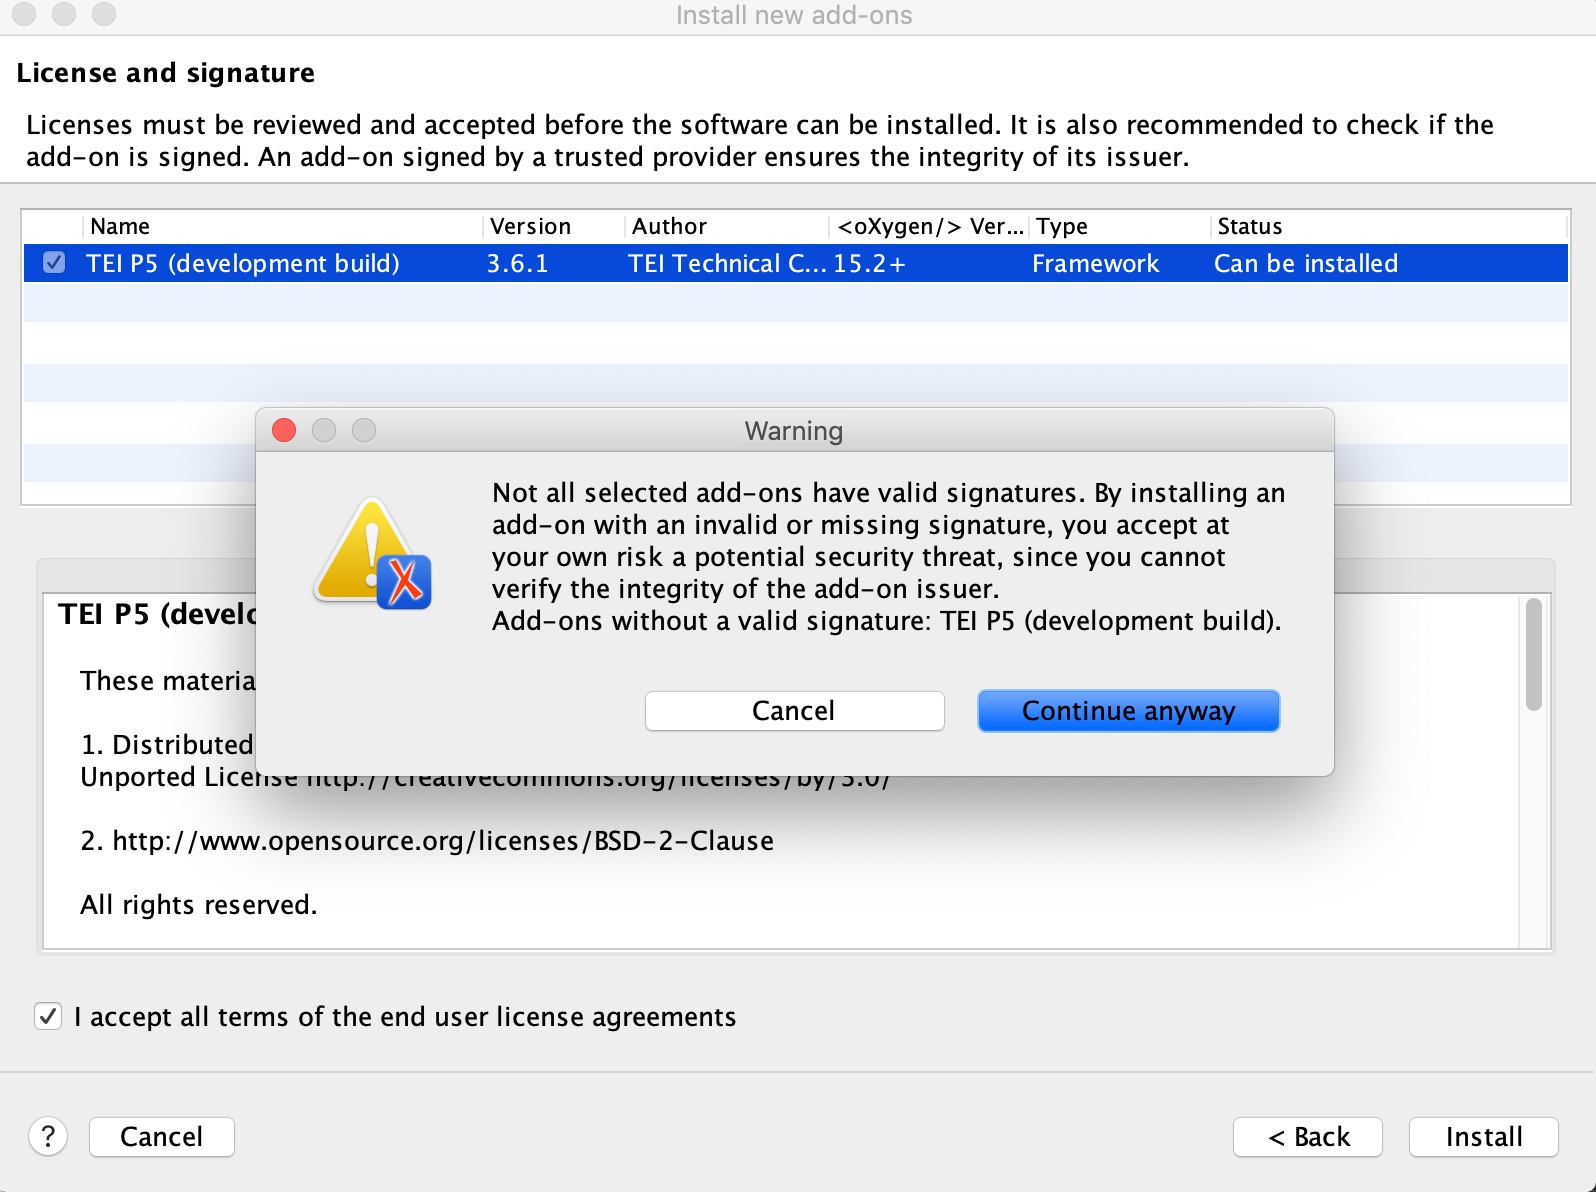 Install new add-ons
License and signature
Licenses must be reviewed and accepted before the software can be installed. It is also recommended to check if the
add-on is signed. An add-on signed by a trusted provider ensures the integrity of its issuer.
Name Version Author <oXygen/> Ver... Type Status
TEI P5 (development build) 3.6.1 TEI Technical C... 15.2+ Framework Can be installed
Warning
Not all selected add-ons have valid signatures. By installing an
add-on with an invalid or missing signature, you accept at
your own risk a potential security threat, since you cannot
verify the integrity of the add-on issuer.
Add-ons without a valid signature: TEI P5 (development build).
Cancel Continue anyway
TEI P5 (develo
These materia
1. Distributed
Unported License http://creativecommons.org/licenses/by/3.0/
2. http://www.opensource.org/licenses/BSD-2-Clause
All rights reserved.
I accept all terms of the end user license agreements
? Cancel < Back Install